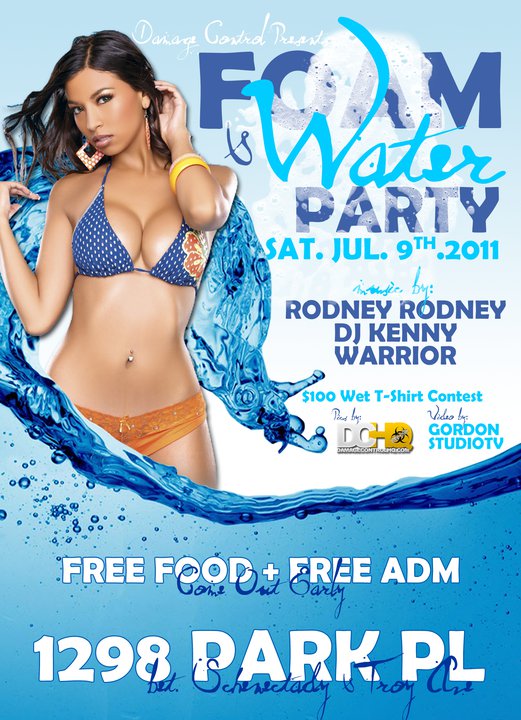 Damage Control Presents
FOAM
& Water
PARTY
SAT. JUL. 9TH.2011
music by:
RODNEY RODNEY
DJ KENNY
WARRIOR
$100 Wet T-Shirt Contest
Pics by:
DCHQ
DAMAGECONTROLHQ.COM
Video by:
GORDON
STUDIOTV
FREE FOOD + FREE ADM
Come Out Early
1298 PARK PL
bet. Schenectady & Troy Ave